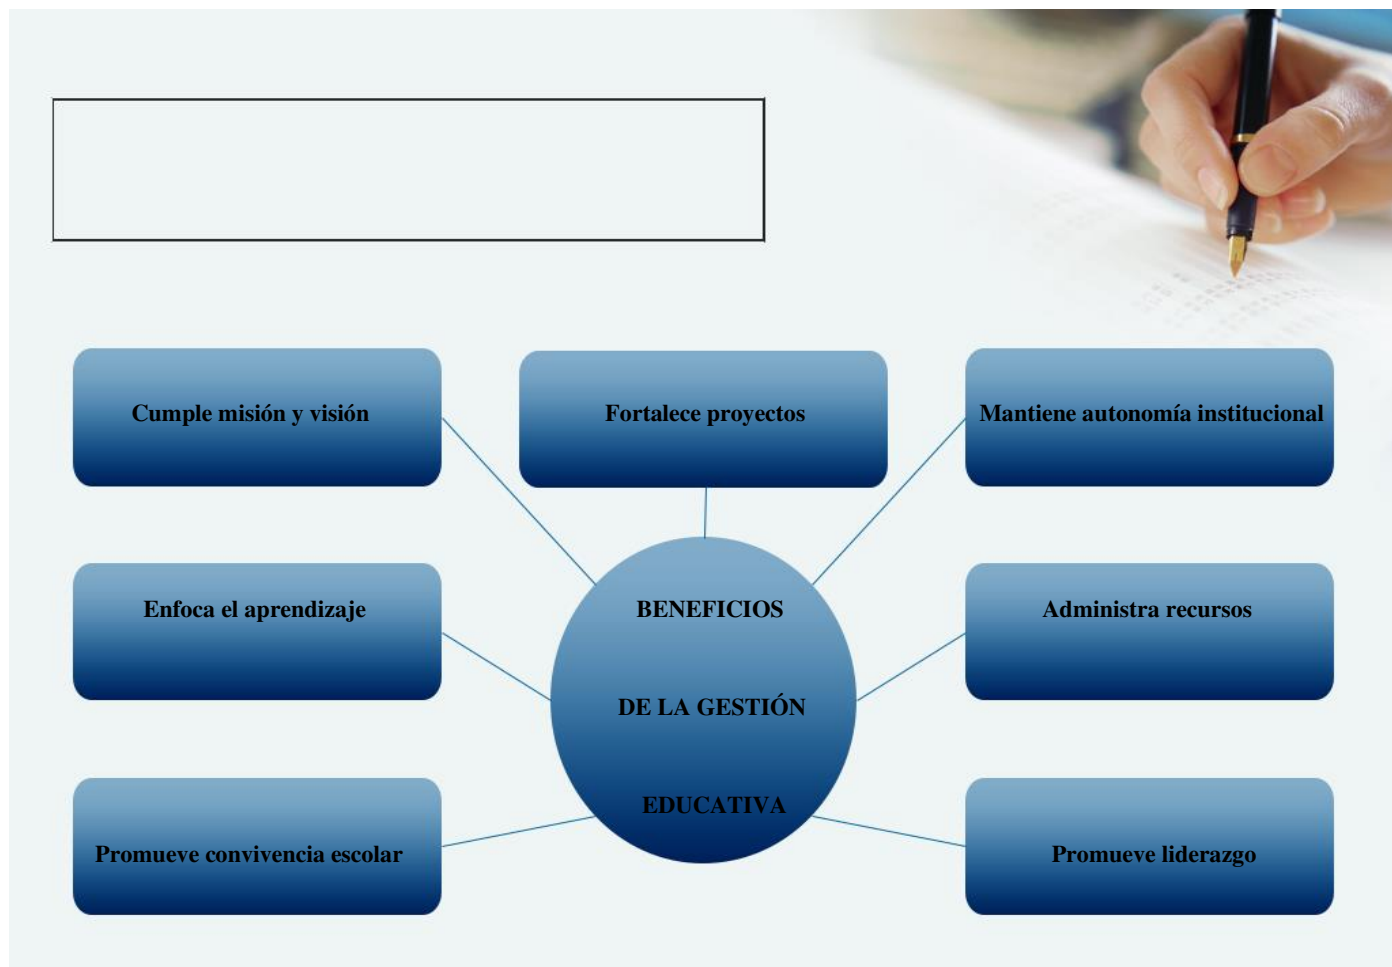 Cumple misión y visión
Fortalece proyectos
Mantiene autonomía institucional
Enfoca el aprendizaje
BENEFICIOS
DE LA GESTIÓN
EDUCATIVA
Administra recursos
Promueve convivencia escolar
Promueve liderazgo